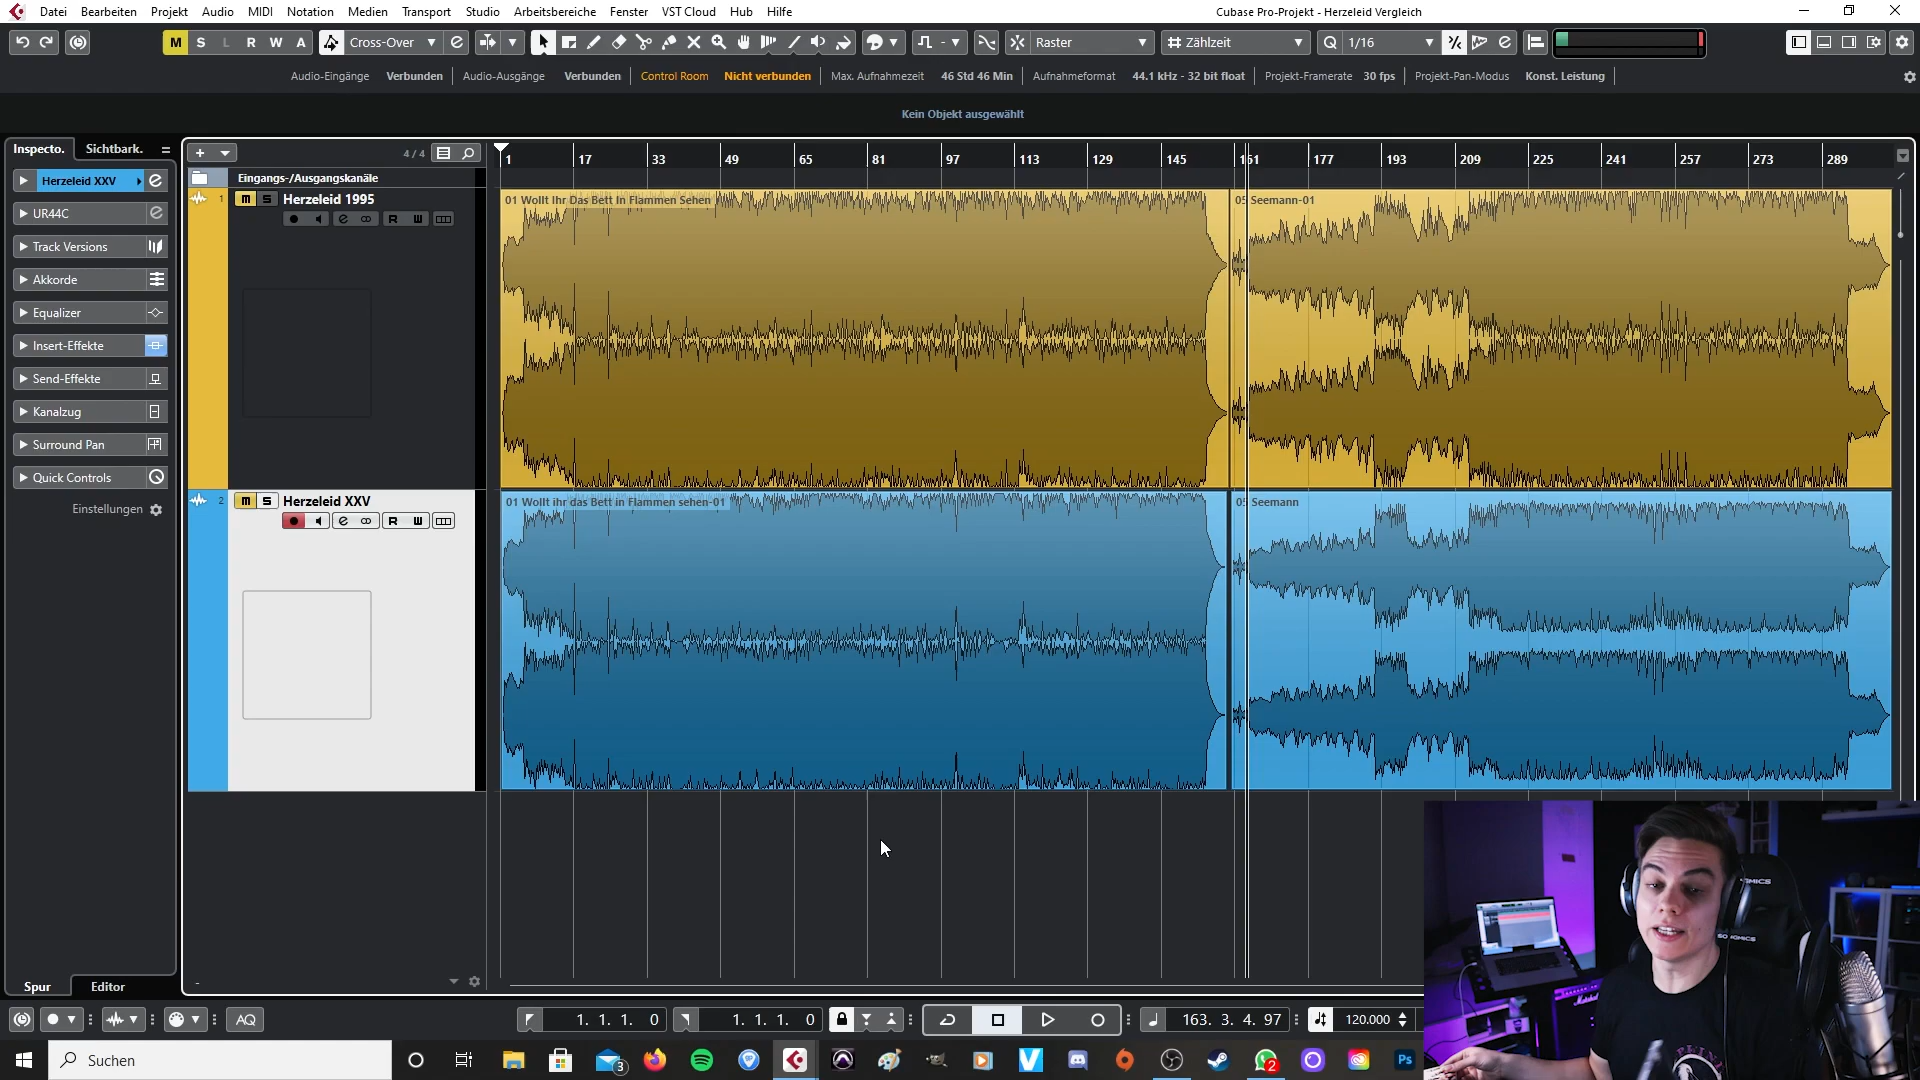 Datei Bearbeiten Projekt Audio MIDI Notation Medien Transport Studio Arbeitsbereiche Fenster VST Cloud Hub Hilfe
Cubase Pro-Projekt - Herzeleid Vergleich
M S L R W A Cross-Over Raster Zählzeit Q 1/16
Audio-Eingänge Verbunden Audio-Ausgänge Verbunden Control Room Nicht verbunden Max. Aufnahmezeit 46 Std 46 Min Aufnahmeformat 44.1 kHz - 32 bit float Projekt-Framerate 30 fps Projekt-Pan-Modus Konst. Leistung
Kein Objekt ausgewählt
Inspecto. Sichtbark.
4 / 4
1 17 33 49 65 81 97 113 129 145 161 177 193 209 225 241 257 273 289
Eingangs-/Ausgangskanäle
Herzeleid XXV
UR44C
Track Versions
Akkorde
Equalizer
Insert-Effekte
Send-Effekte
Kanalzug
Surround Pan
Quick Controls
Einstellungen
1 m S Herzeleid 1995
R W
01 Wollt Ihr Das Bett In Flammen Sehen
05 Seemann-01
2 m S Herzeleid XXV
R W
01 Wollt ihr das Bett in Flammen sehen-01
05 Seemann
Spur Editor
AQ
1. 1. 1. 0
1. 1. 1. 0
163. 3. 4. 97
120.000
Suchen
3
2
Ps